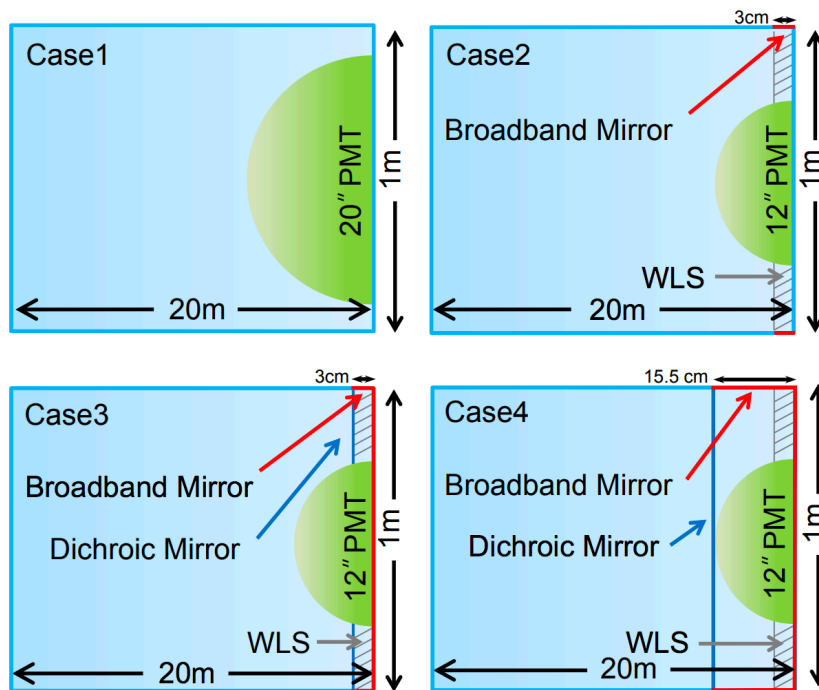 Case1
20″ PMT
1m
20m
3cm
Case2
Broadband Mirror
12″ PMT
1m
WLS
20m
3cm
Case3
Broadband Mirror
Dichroic Mirror
12″ PMT
1m
WLS
20m
15.5 cm
Case4
Broadband Mirror
Dichroic Mirror
12″ PMT
1m
WLS
20m